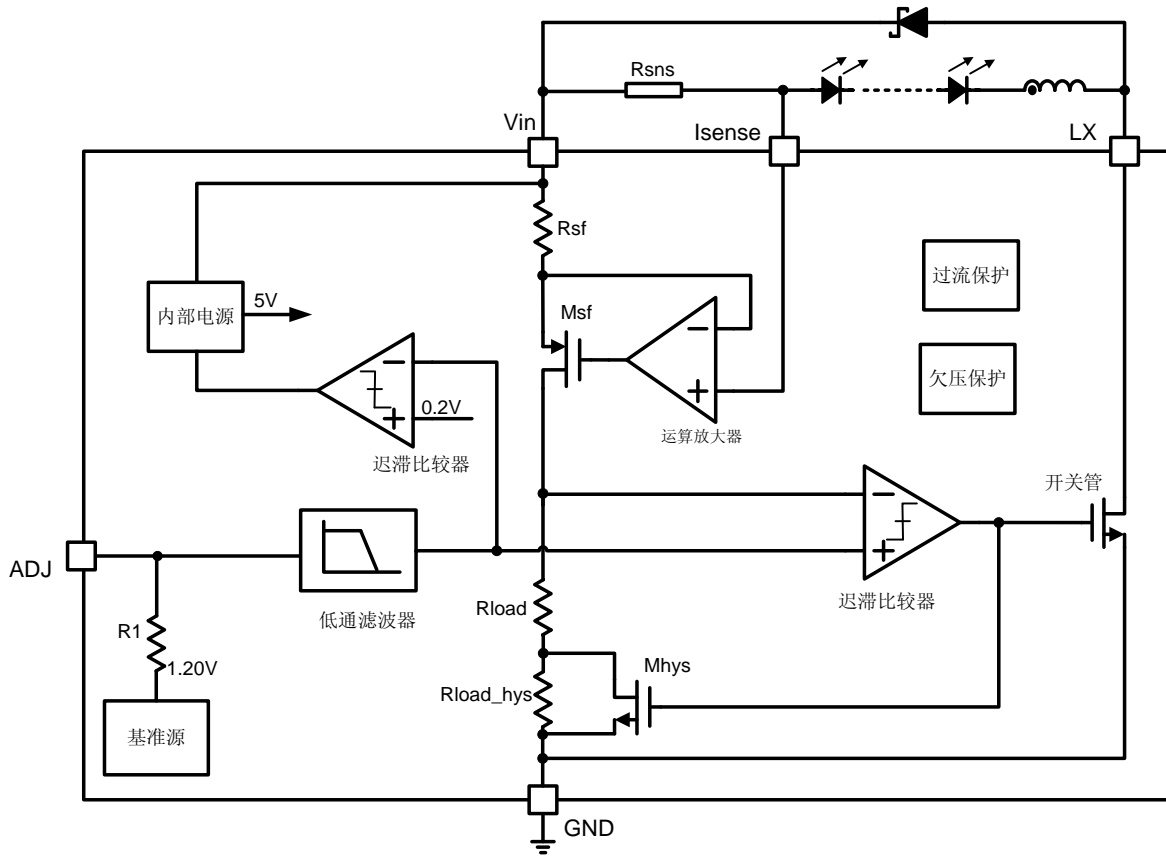 Rsns
Vin
Isense
LX
Rsf
过流保护
内部电源
5V
Msf
欠压保护
0.2V
运算放大器
迟滞比较器
开关管
ADJ
低通滤波器
Rload
迟滞比较器
R1
1.20V
Mhys
Rload_hys
基准源
GND